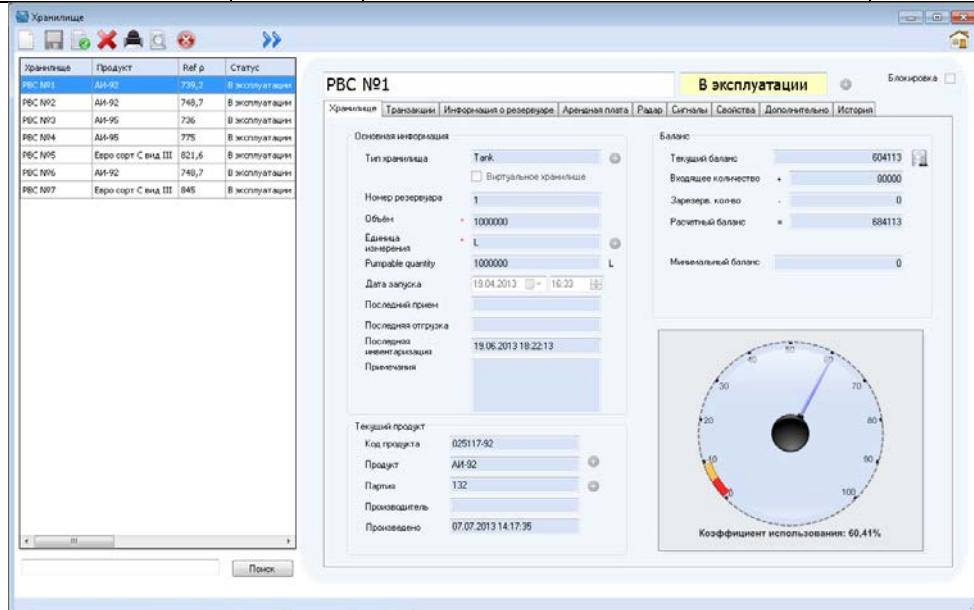 Хранилище
Хранилище Продукт Ref ρ Статус
РВС №1 АИ-92 739,2 В эксплуатации
РВС №2 АИ-92 748,7 В эксплуатации
РВС №3 АИ-95 736 В эксплуатации
РВС №4 АИ-95 775 В эксплуатации
РВС №5 Евро сорт С вид III 821,6 В эксплуатации
РВС №6 АИ-92 748,7 В эксплуатации
РВС №7 Евро сорт С вид III 845 В эксплуатации
Поиск
РВС №1 В эксплуатации Блокировка
Хранилище Транзакции Информация о резервуаре Арендная плата Радар Сигналы Свойства Дополнительно История
Основная информация
Тип хранилища Tank
Виртуальное хранилище
Номер резервуара 1
Объём * 1000000
Единица измерения * L
Pumpable quantity 1000000 L
Дата запуска 19.04.2013 16:33
Последний прием
Последняя отгрузка
Последняя инвентаризация 19.06.2013 18:22:13
Примечания
Текущий продукт
Код продукта 025117-92
Продукт АИ-92
Партия 132
Производитель
Произведено 07.07.2013 14:17:35
Баланс
Текущий баланс 604113
Входящее количество + 80000
Зарезерв. кол-во - 0
Расчетный баланс = 684113
Минимальный баланс 0
0 10 20 30 40 50 60 70 80 90 100
Коэффициент использования: 60,41%